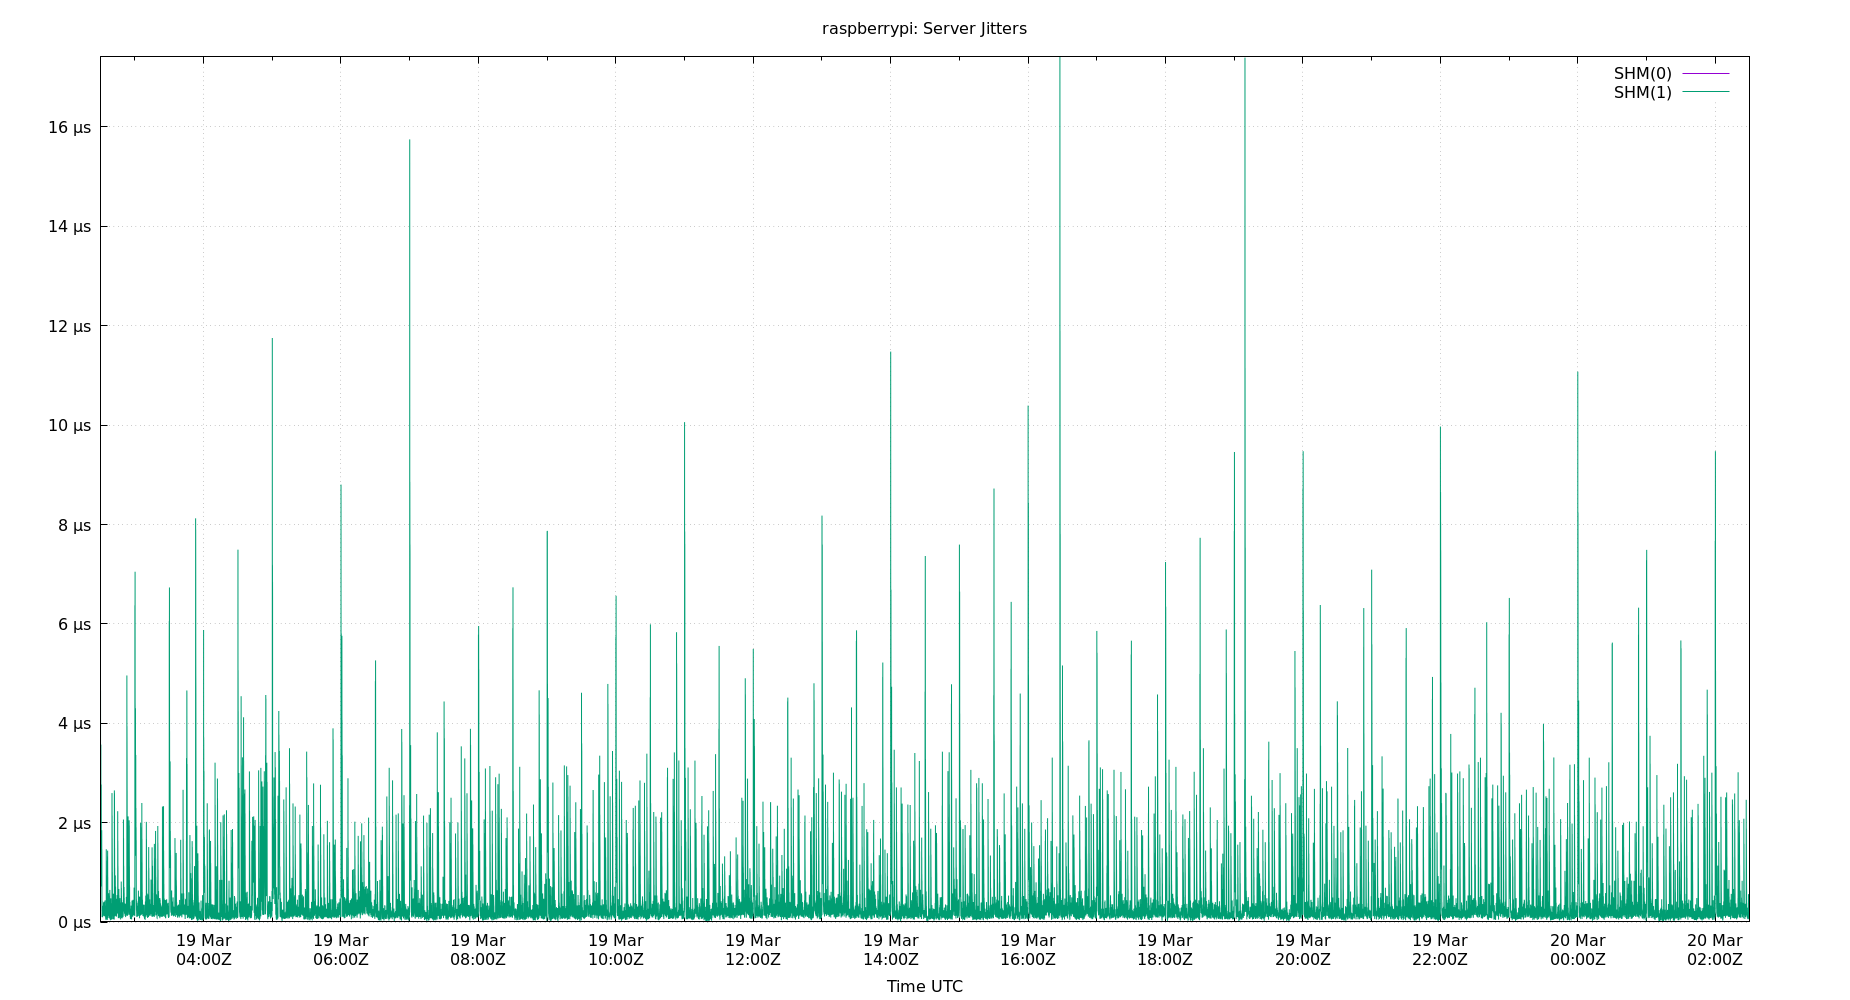 raspberrypi: Server Jitters
SHM(0)
SHM(1)
16 µs
14 µs
12 µs
10 µs
8 µs
6 µs
4 µs
2 µs
0 µs
19 Mar 19 Mar 19 Mar 19 Mar 19 Mar 19 Mar 19 Mar 19 Mar 19 Mar 19 Mar 20 Mar 20 Mar
04:00Z 06:00Z 08:00Z 10:00Z 12:00Z 14:00Z 16:00Z 18:00Z 20:00Z 22:00Z 00:00Z 02:00Z
Time UTC